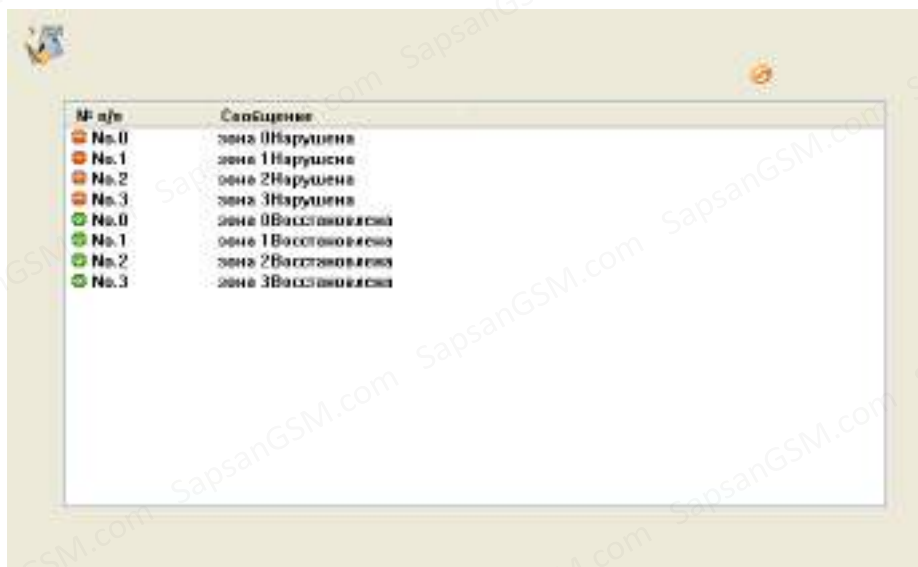 № п/п Сообщение
No.0 зона 0Нарушена
No.1 зона 1Нарушена
No.2 зона 2Нарушена
No.3 зона 3Нарушена
No.0 зона 0Восстановлена
No.1 зона 1Восстановлена
No.2 зона 2Восстановлена
No.3 зона 3Восстановлена
SapsanGSM.com